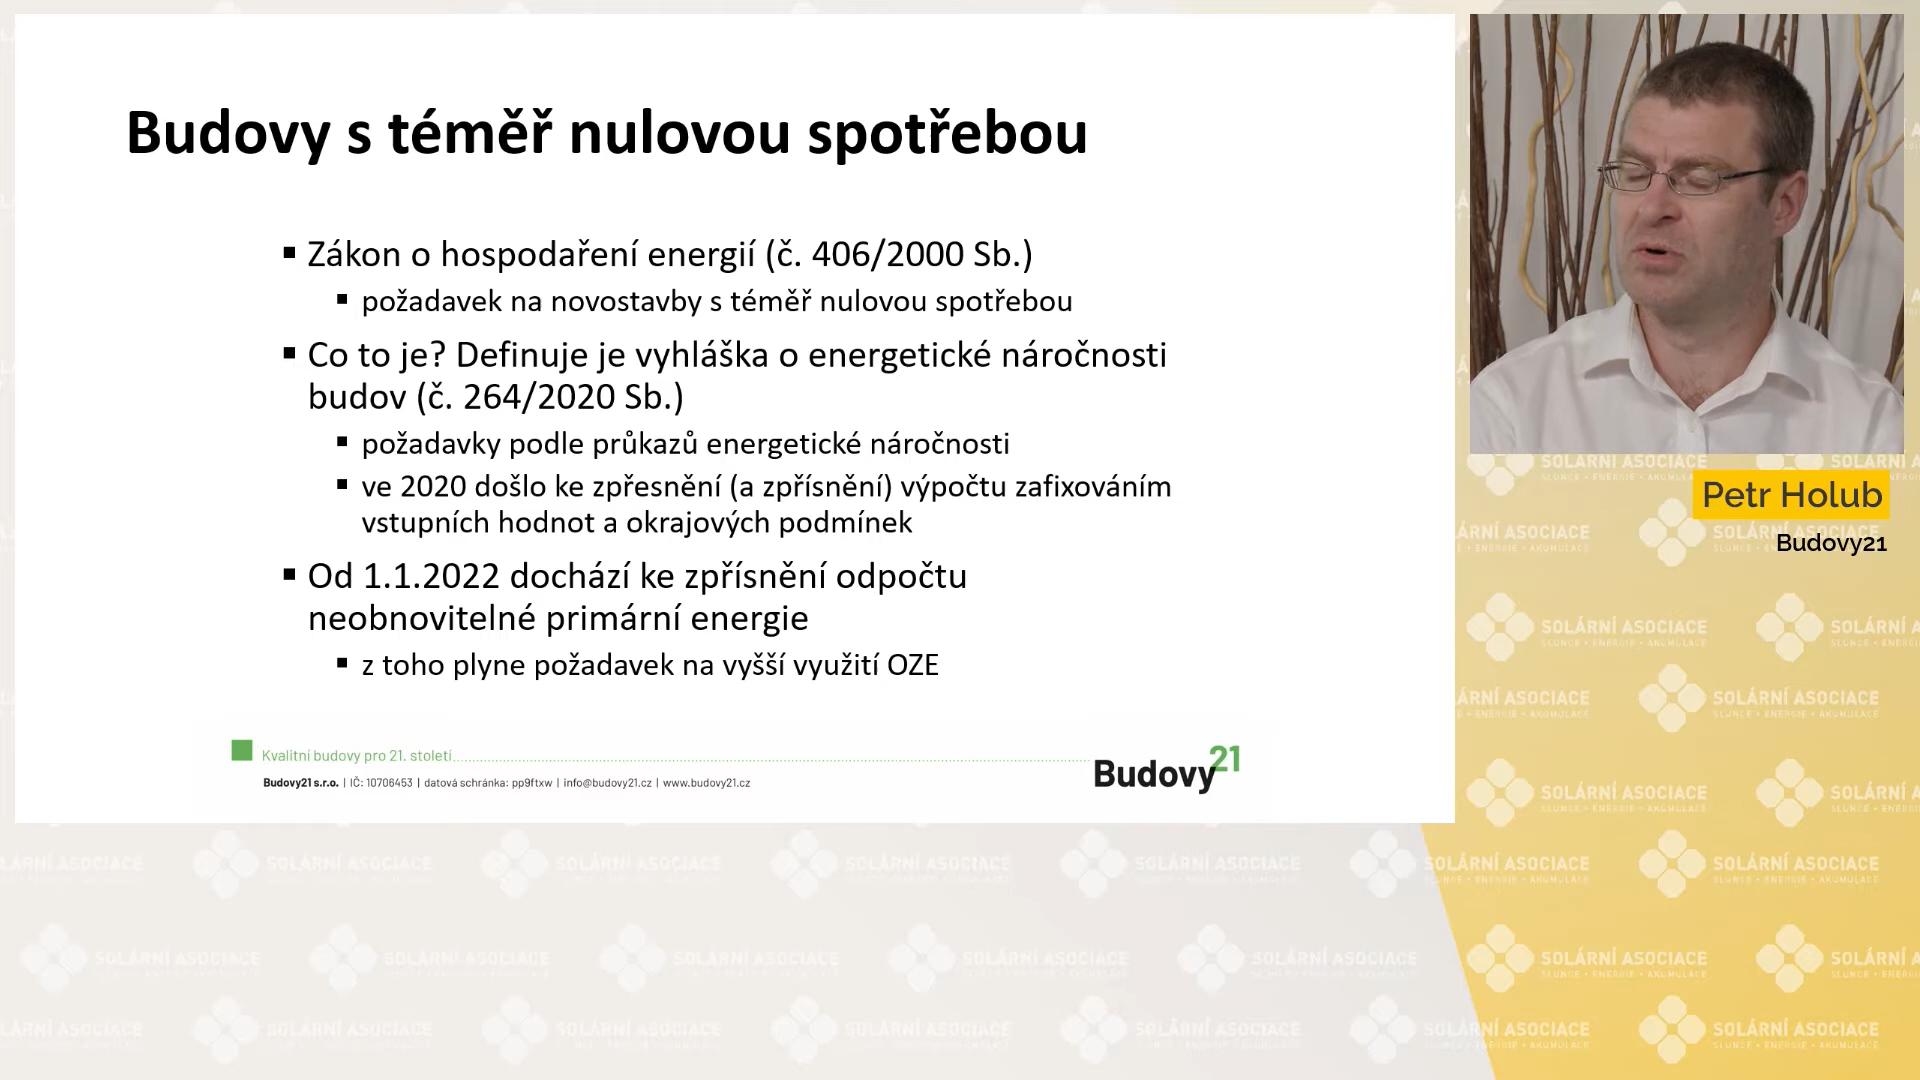 Budovy s téměř nulovou spotřebou
▪ Zákon o hospodaření energií (č. 406/2000 Sb.)
▪ požadavek na novostavby s téměř nulovou spotřebou
▪ Co to je? Definuje je vyhláška o energetické náročnosti
budov (č. 264/2020 Sb.)
▪ požadavky podle průkazů energetické náročnosti
▪ ve 2020 došlo ke zpřesnění (a zpřísnění) výpočtu zafixováním
vstupních hodnot a okrajových podmínek
▪ Od 1.1.2022 dochází ke zpřísnění odpočtu
neobnovitelné primární energie
▪ z toho plyne požadavek na vyšší využití OZE
Kvalitní budovy pro 21. století
Budovy21 s.r.o. | IČ: 10706453 | datová schránka: pp9ftxw | info@budovy21.cz | www.budovy21.cz
Budovy21
Petr Holub
Budovy21
SOLÁRNÍ ASOCIACE
SLUNCE • ENERGIE • AKUMULACE